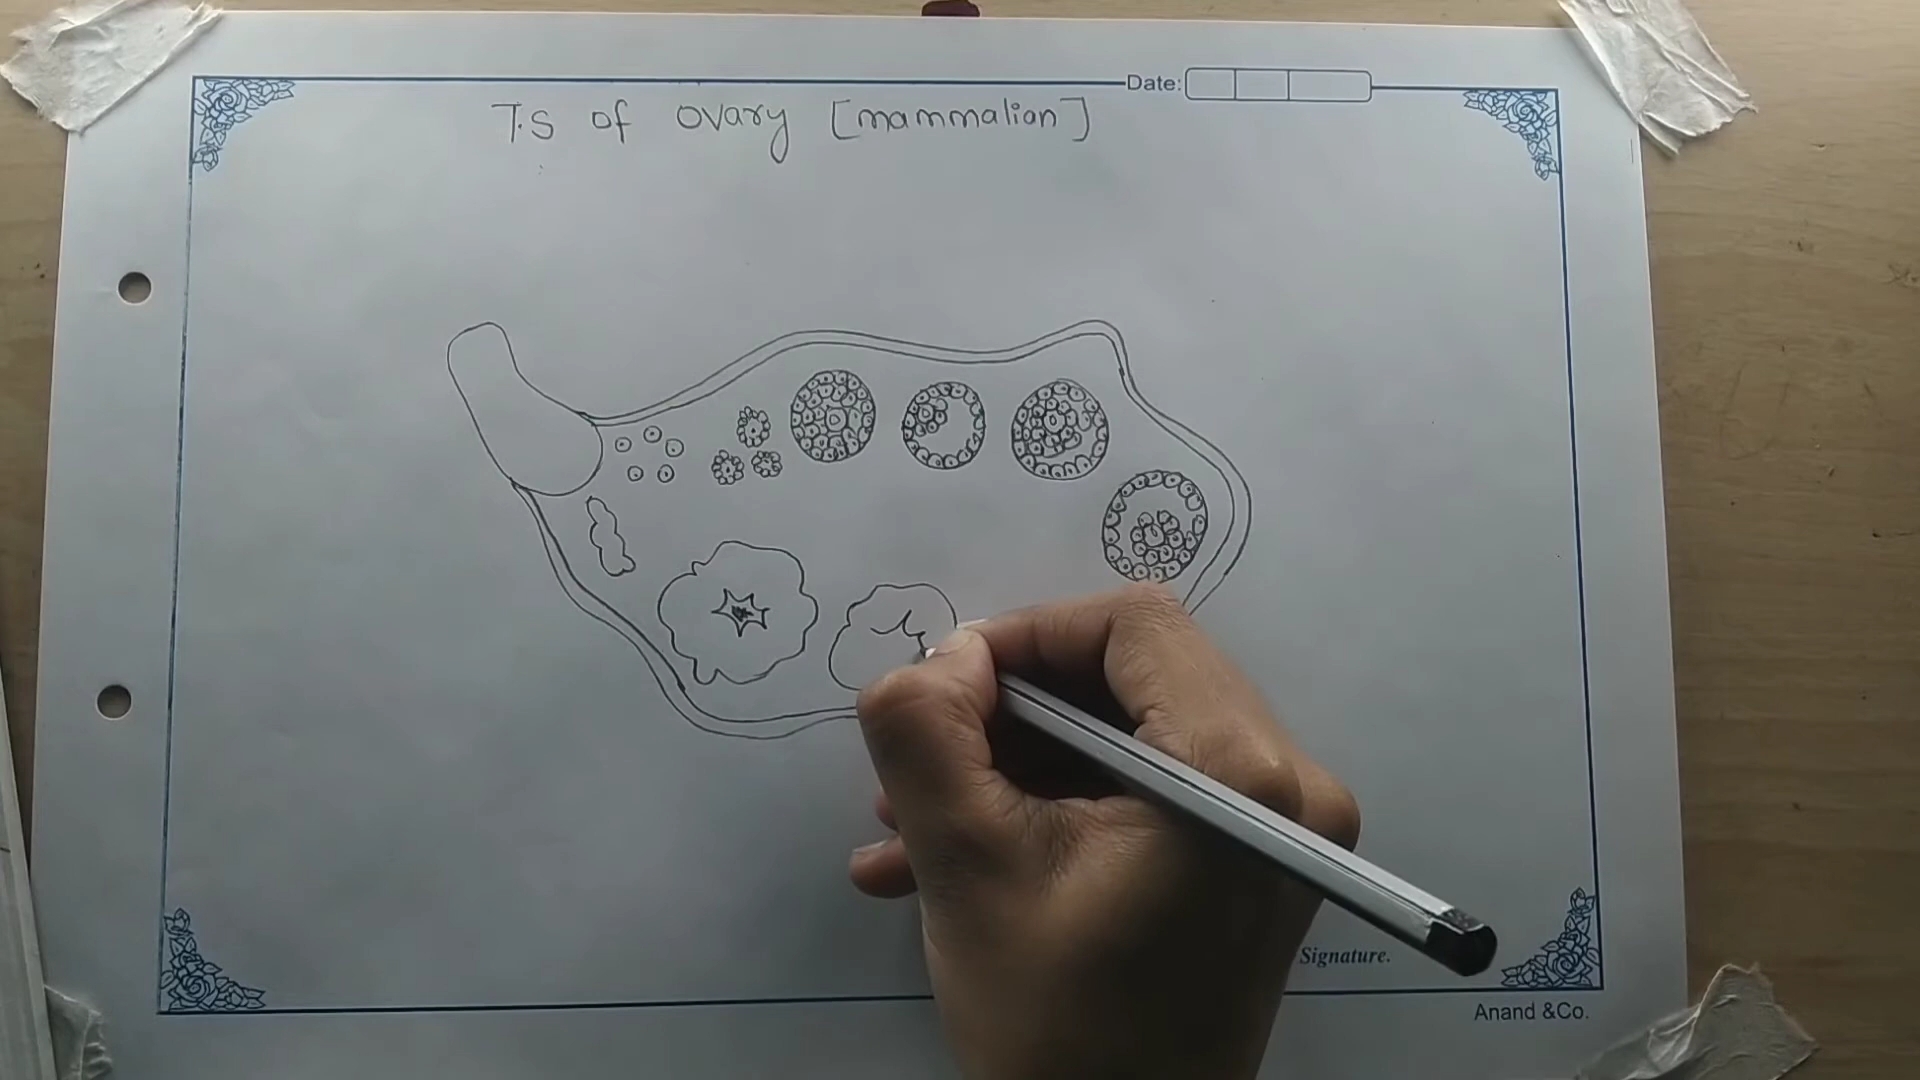 Date:
T.S of ovary [mammalian]
Signature.
Anand &Co.